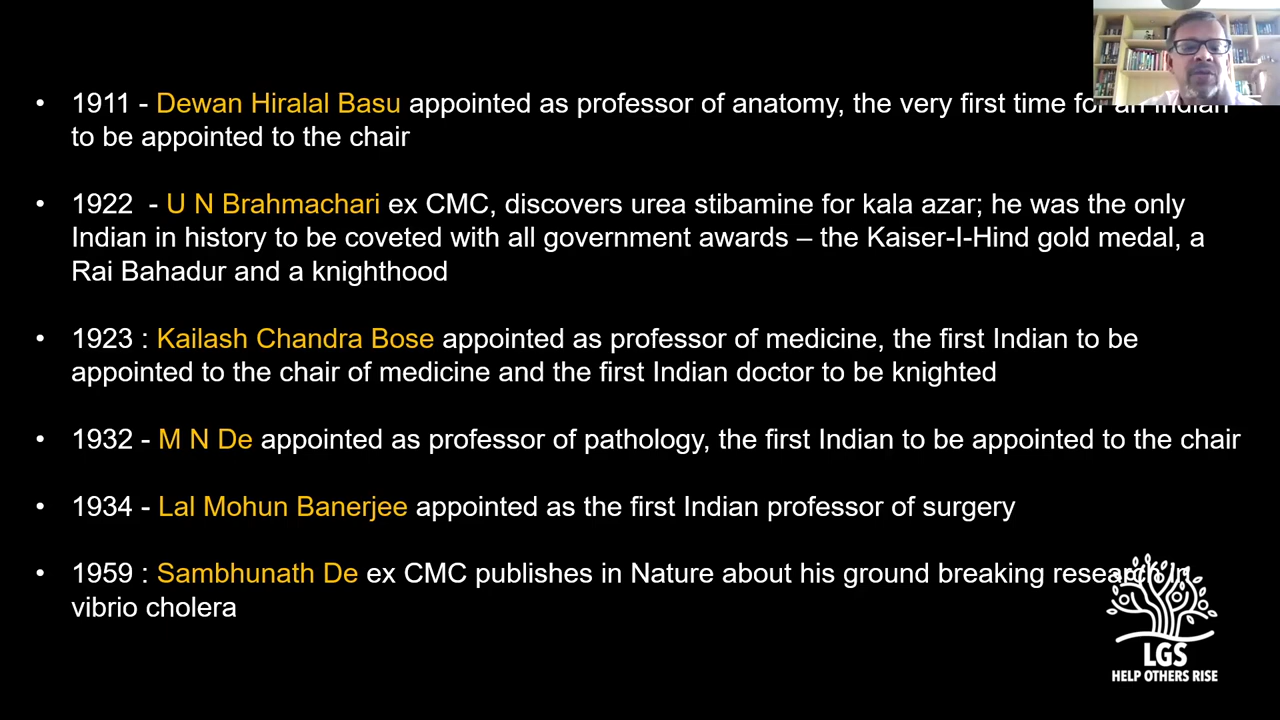 • 1911 - Dewan Hiralal Basu appointed as professor of anatomy, the very first time for an Indian
to be appointed to the chair
• 1922 - U N Brahmachari ex CMC, discovers urea stibamine for kala azar; he was the only
Indian in history to be coveted with all government awards – the Kaiser-I-Hind gold medal, a
Rai Bahadur and a knighthood
• 1923 : Kailash Chandra Bose appointed as professor of medicine, the first Indian to be
appointed to the chair of medicine and the first Indian doctor to be knighted
• 1932 - M N De appointed as professor of pathology, the first Indian to be appointed to the chair
• 1934 - Lal Mohun Banerjee appointed as the first Indian professor of surgery
• 1959 : Sambhunath De ex CMC publishes in Nature about his ground breaking research in
vibrio cholera
LGS
HELP OTHERS RISE